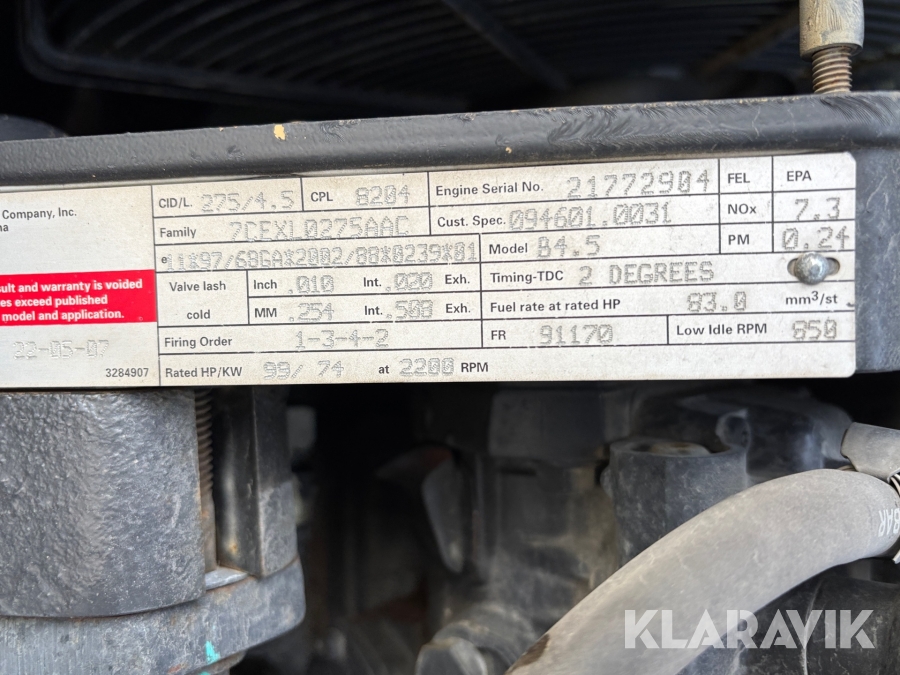 Company, Inc.
sult and warranty is voided
es exceed published
model and application.
22-05-07
3284907
CID/L. 275/4.5 CPL 8204
Family 7CEXL0275AAC
e11*97/68GA*2002/88*0239*01
Valve lash cold
Inch .010 Int. .020 Exh.
MM .254 Int. .508 Exh.
Firing Order 1-3-4-2
Rated HP/KW 99/ 74 at 2200 RPM
Engine Serial No. 21772904
Cust. Spec. 094601.0031
Model B4.5
Timing-TDC 2 DEGREES
Fuel rate at rated HP 83.0 mm³/st
FR 91170 Low Idle RPM 850
FEL EPA
NOx 7.3
PM 0.24
BAR
KLARAVIK